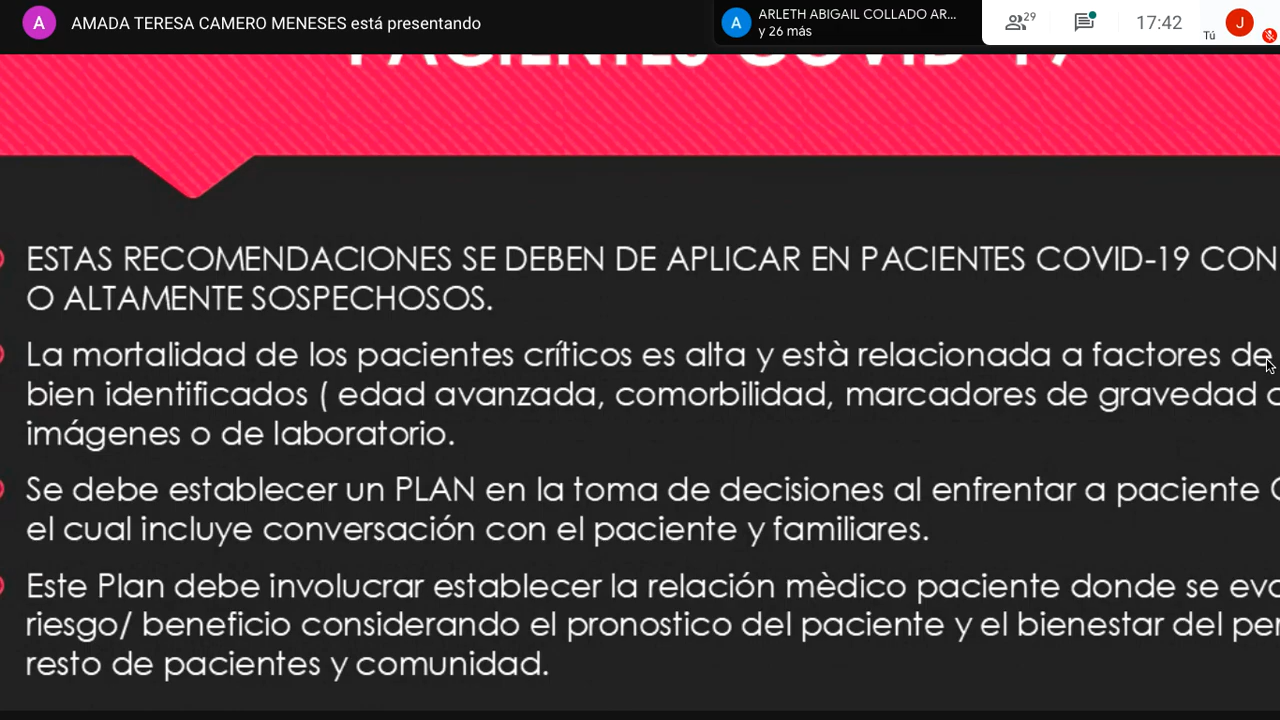 A AMADA TERESA CAMERO MENESES está presentando
A ARLETH ABIGAIL COLLADO AR...
y 26 más
29
17:42
Tú
J
PACIENTES COVID-19
ESTAS RECOMENDACIONES SE DEBEN DE APLICAR EN PACIENTES COVID-19 CON
O ALTAMENTE SOSPECHOSOS.
La mortalidad de los pacientes críticos es alta y està relacionada a factores de
bien identificados ( edad avanzada, comorbilidad, marcadores de gravedad
imágenes o de laboratorio.
Se debe establecer un PLAN en la toma de decisiones al enfrentar a paciente
el cual incluye conversación con el paciente y familiares.
Este Plan debe involucrar establecer la relación mèdico paciente donde se
riesgo/ beneficio considerando el pronostico del paciente y el bienestar del
resto de pacientes y comunidad.